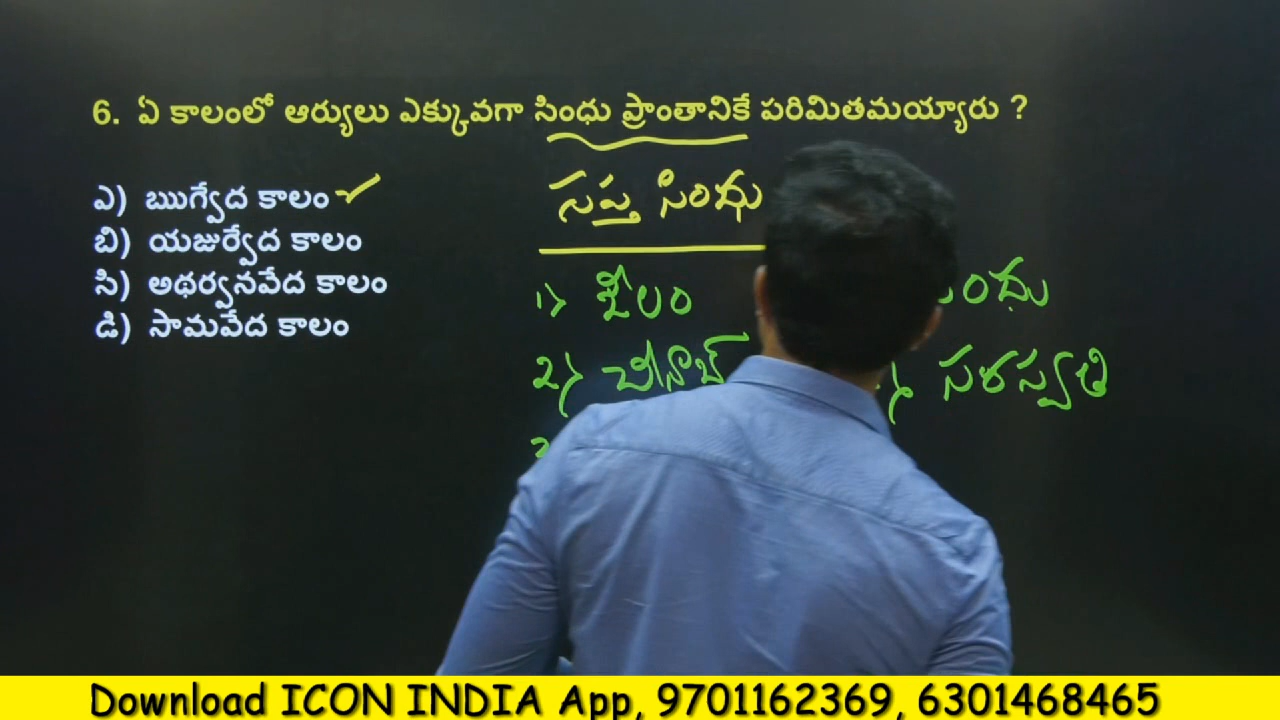 6. ఏ కాలంలో ఆర్యులు ఎక్కువగా సింధు ప్రాంతానికే పరిమితమయ్యారు ?
ఎ) ఋగ్వేద కాలం
బి) యజుర్వేద కాలం
సి) అథర్వనవేద కాలం
డి) సామవేద కాలం
సప్త సింధు
1) జీలం
2) చీనాబ్
సరస్వతి
Download ICON INDIA App, 9701162369, 6301468465